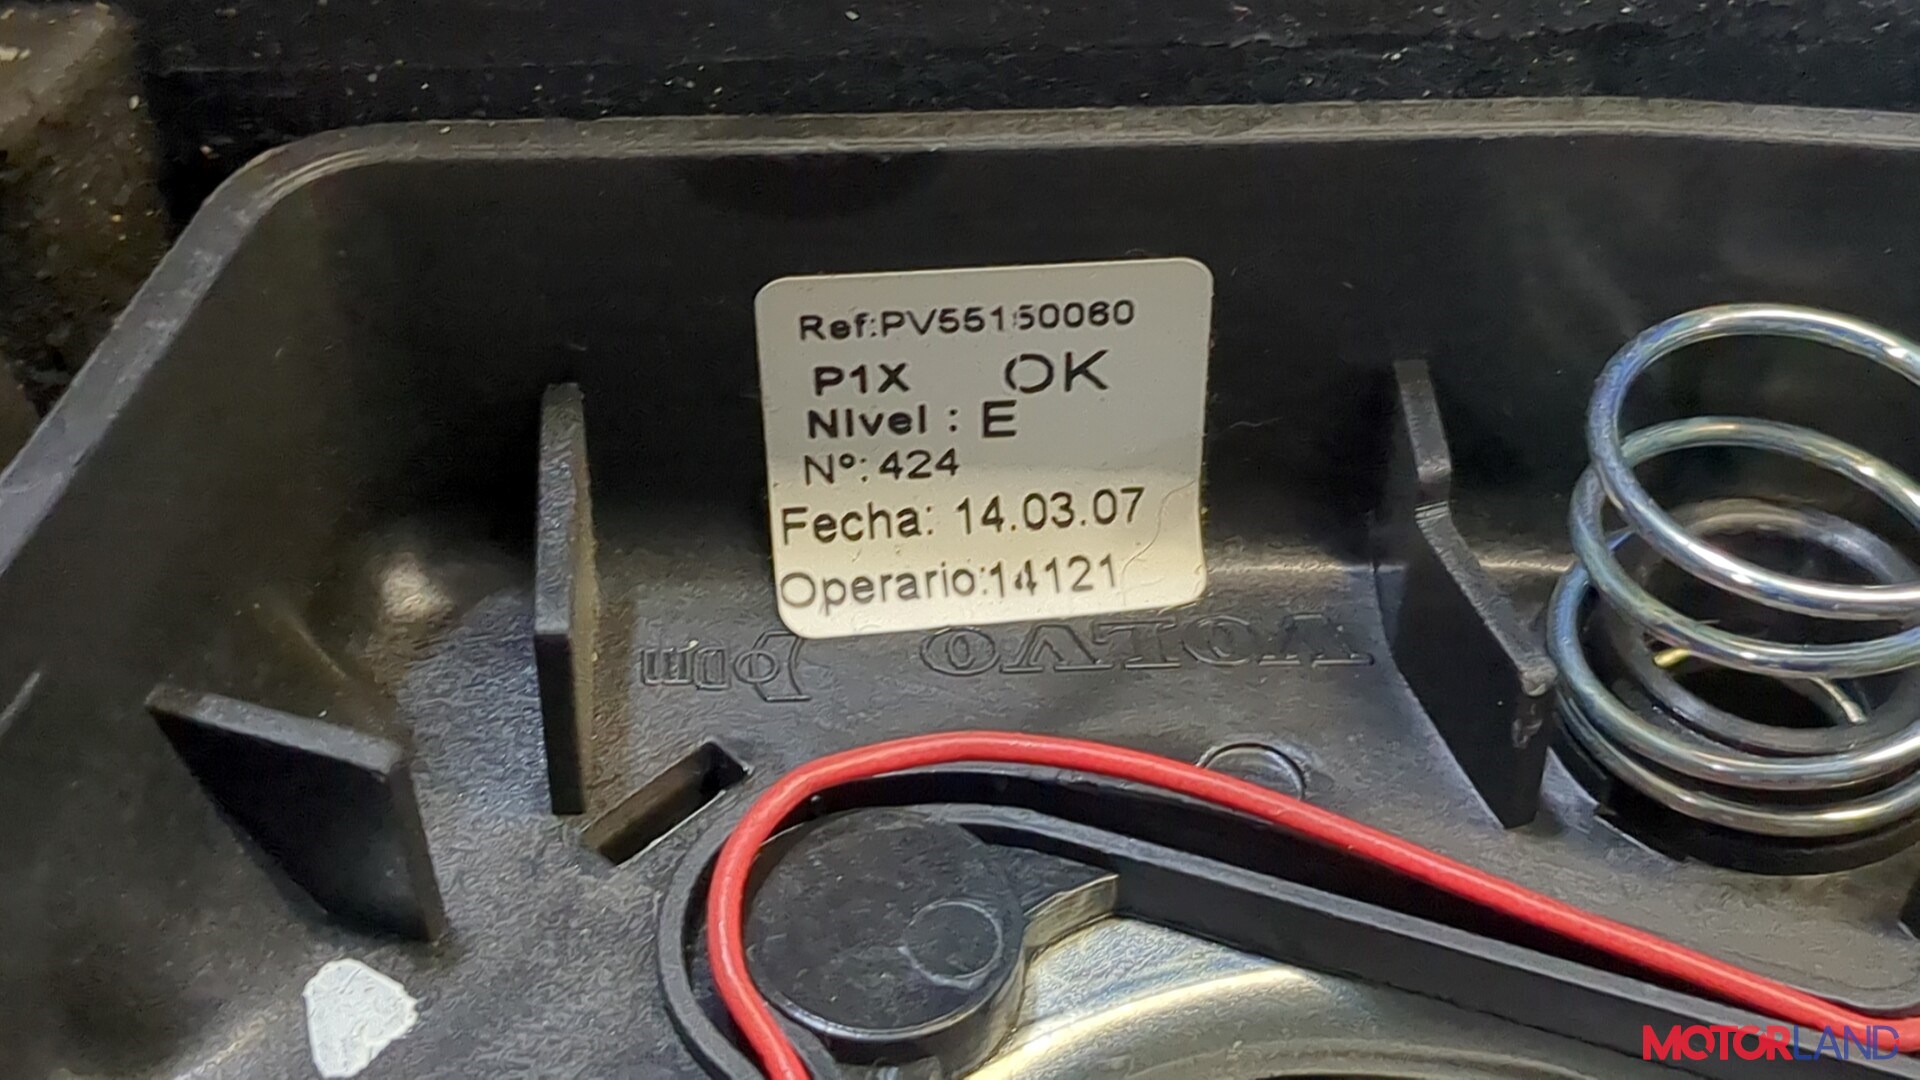 Ref:PV55150060
P1X OK
Nivel : E
Nº: 424
Fecha: 14.03.07
Operario:14121
VOLVO
MOTORLAND